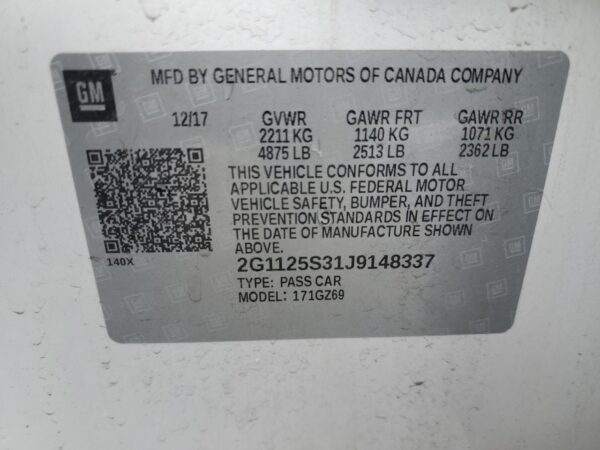 GM
MFD BY GENERAL MOTORS OF CANADA COMPANY
12/17 GVWR GAWR FRT GAWR RR
2211 KG 1140 KG 1071 KG
4875 LB 2513 LB 2362 LB
THIS VEHICLE CONFORMS TO ALL
APPLICABLE U.S. FEDERAL MOTOR
VEHICLE SAFETY, BUMPER, AND THEFT
PREVENTION STANDARDS IN EFFECT ON
THE DATE OF MANUFACTURE SHOWN
ABOVE.
140X
2G1125S31J9148337
TYPE: PASS CAR
MODEL: 171GZ69